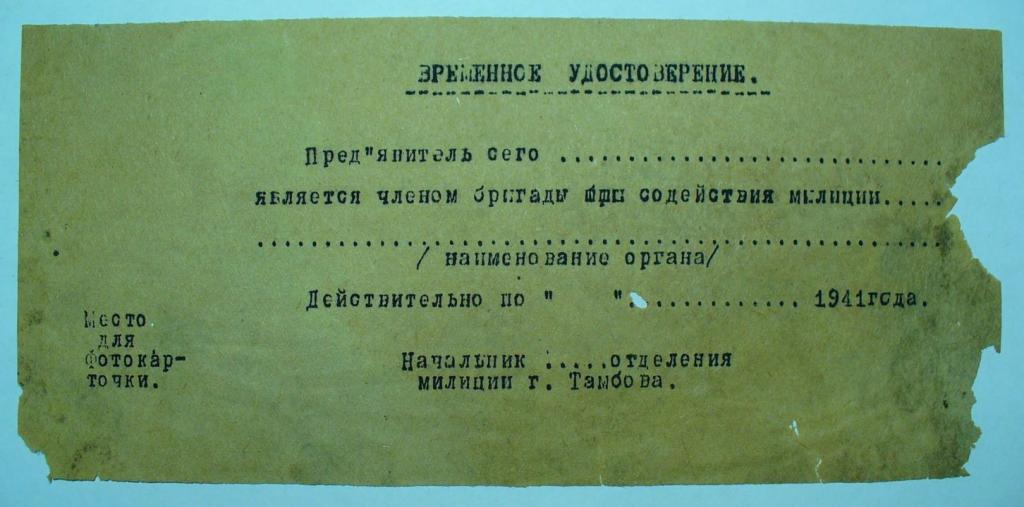 ВРЕМЕННОЕ УДОСТОВЕРЕНИЕ.
Пред"явитель сего ..............................
является членом бригады содействия милиции.....
......................................................
/ наименование органа/
Действительно по " "............... 1941года.
Место
для
Фотокар-
точки.
Начальник .....отделения
милиции г. Тамбова.